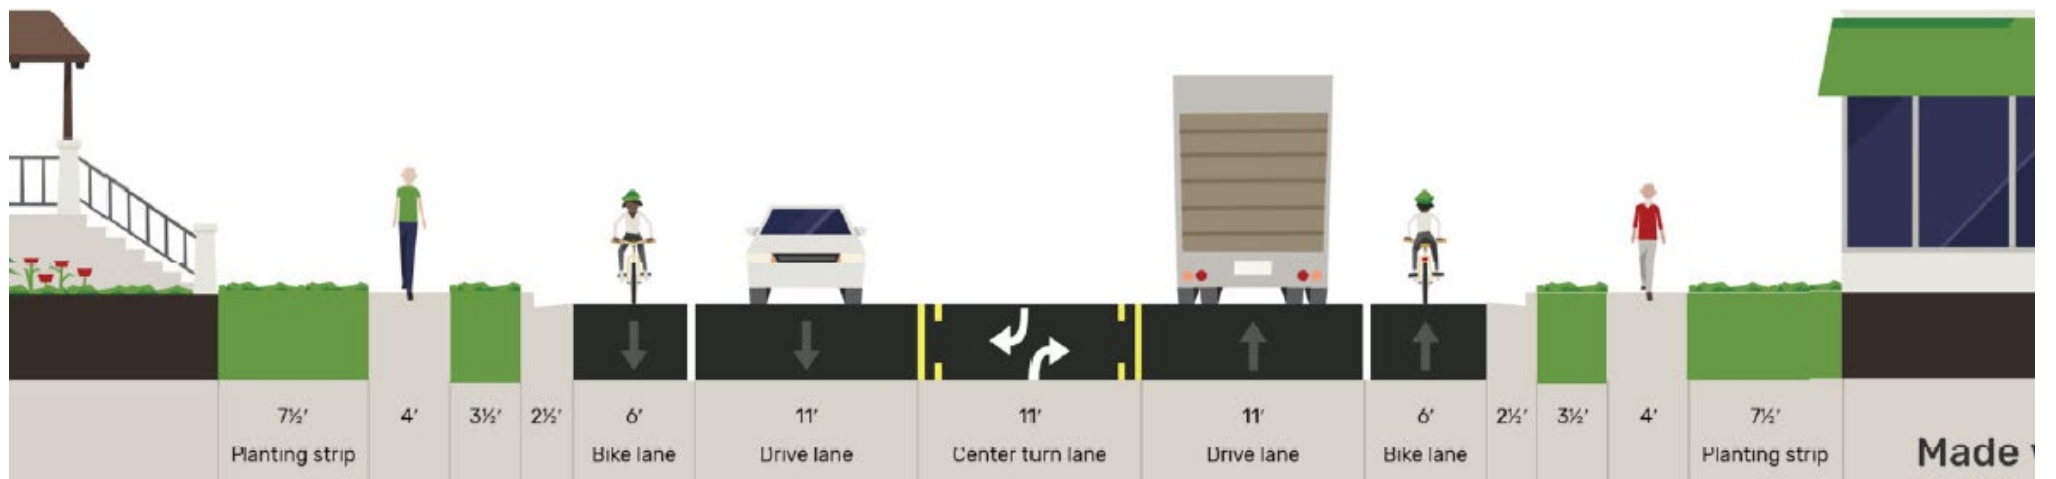 7½′ 4′ 3½′ 2½′ 6′ 11′ 11′ 11′ 6′ 2½′ 3½′ 4′ 7½′
Planting strip Bike lane Drive lane Center turn lane Drive lane Bike lane Planting strip
Made